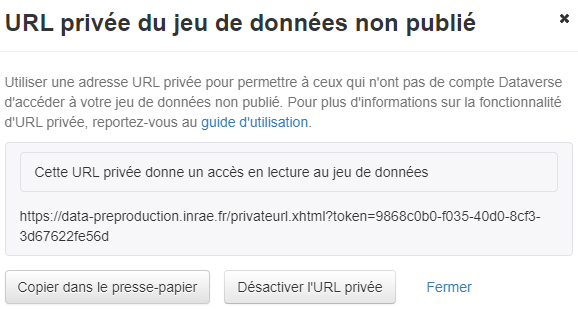 URL privée du jeu de données non publié
Utiliser une adresse URL privée pour permettre à ceux qui n'ont pas de compte Dataverse
d'accéder à votre jeu de données non publié. Pour plus d'informations sur la fonctionnalité
d'URL privée, reportez-vous au guide d'utilisation.
Cette URL privée donne un accès en lecture au jeu de données
https://data-preproduction.inrae.fr/privateurl.xhtml?token=9868c0b0-f035-40d0-8cf3-
3d67622fe56d
Copier dans le presse-papier Désactiver l'URL privée Fermer